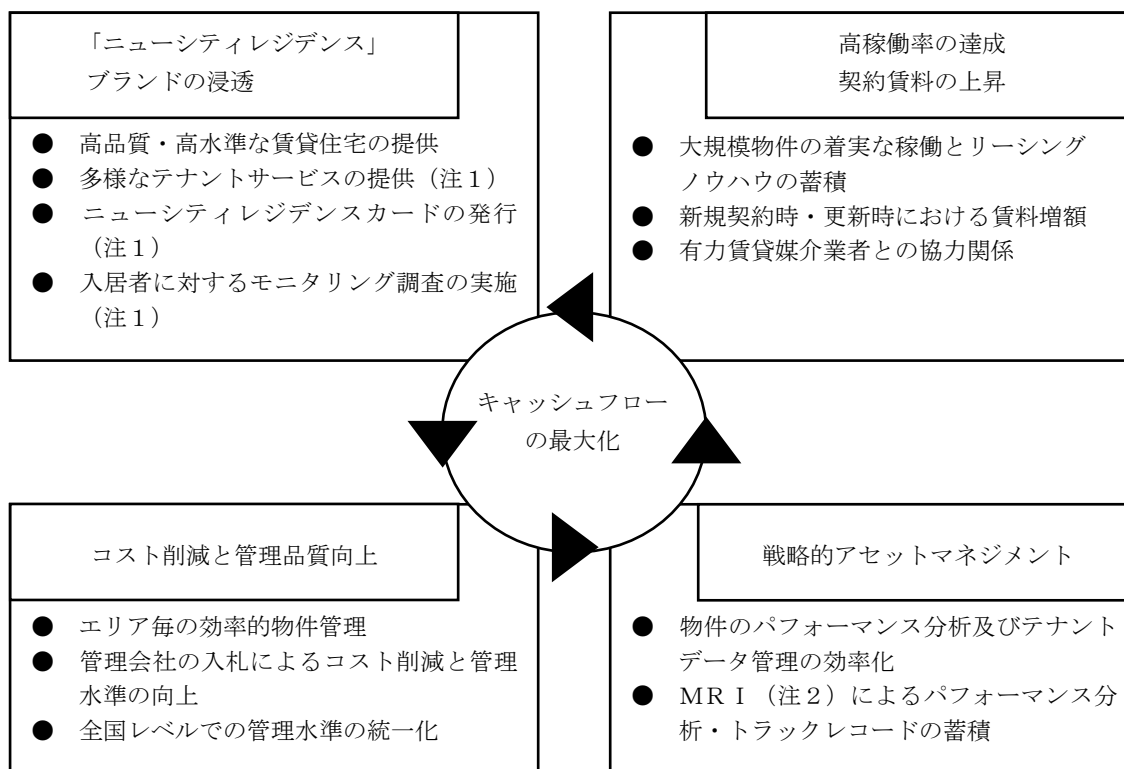 「ニューシティレジデンス」
ブランドの浸透
● 高品質・高水準な賃貸住宅の提供
● 多様なテナントサービスの提供（注１）
● ニューシティレジデンスカードの発行
（注１）
● 入居者に対するモニタリング調査の実施
（注１）
高稼働率の達成
契約賃料の上昇
● 大規模物件の着実な稼働とリーシング
ノウハウの蓄積
● 新規契約時・更新時における賃料増額
● 有力賃貸媒介業者との協力関係
キャッシュフロー
の最大化
コスト削減と管理品質向上
● エリア毎の効率的物件管理
● 管理会社の入札によるコスト削減と管理
水準の向上
● 全国レベルでの管理水準の統一化
戦略的アセットマネジメント
● 物件のパフォーマンス分析及びテナント
データ管理の効率化
● ＭＲＩ（注２）によるパフォーマンス分
析・トラックレコードの蓄積